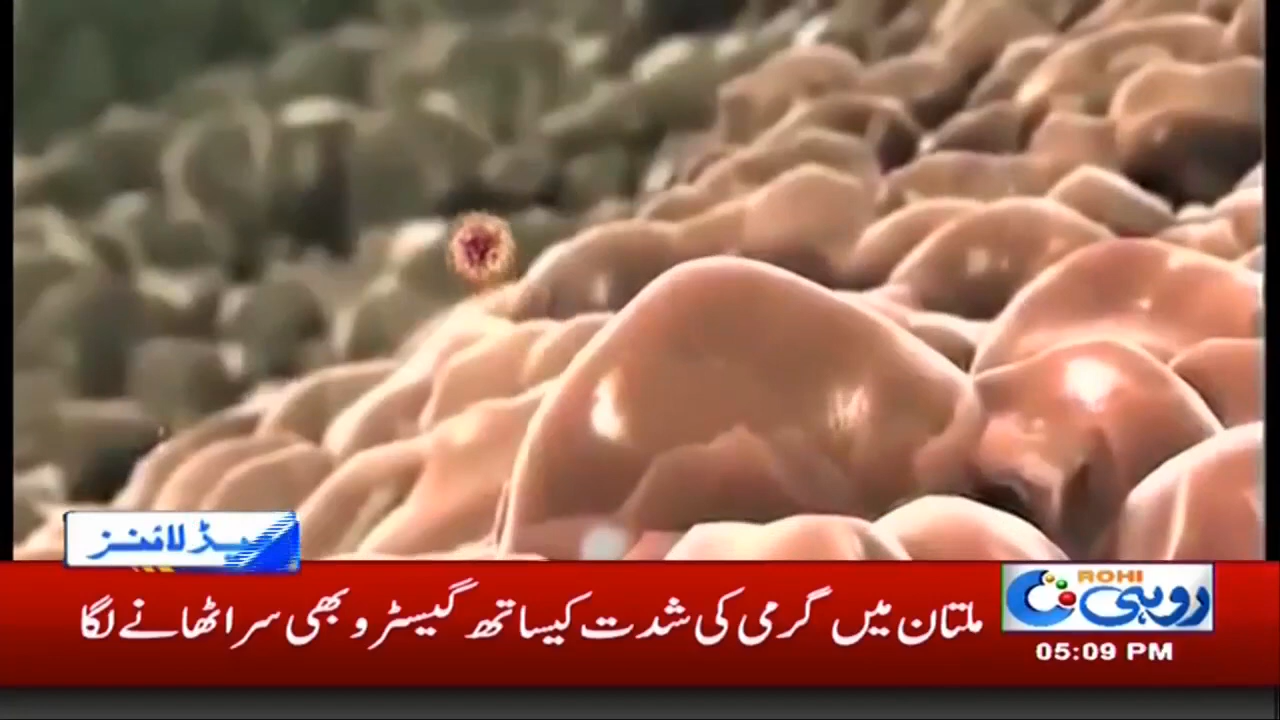 ہیڈ لائنز
ملتان میں گرمی کی شدت کیساتھ گیسٹرو بھی سر اٹھانے لگا
ROHI
روہی
05:09 PM